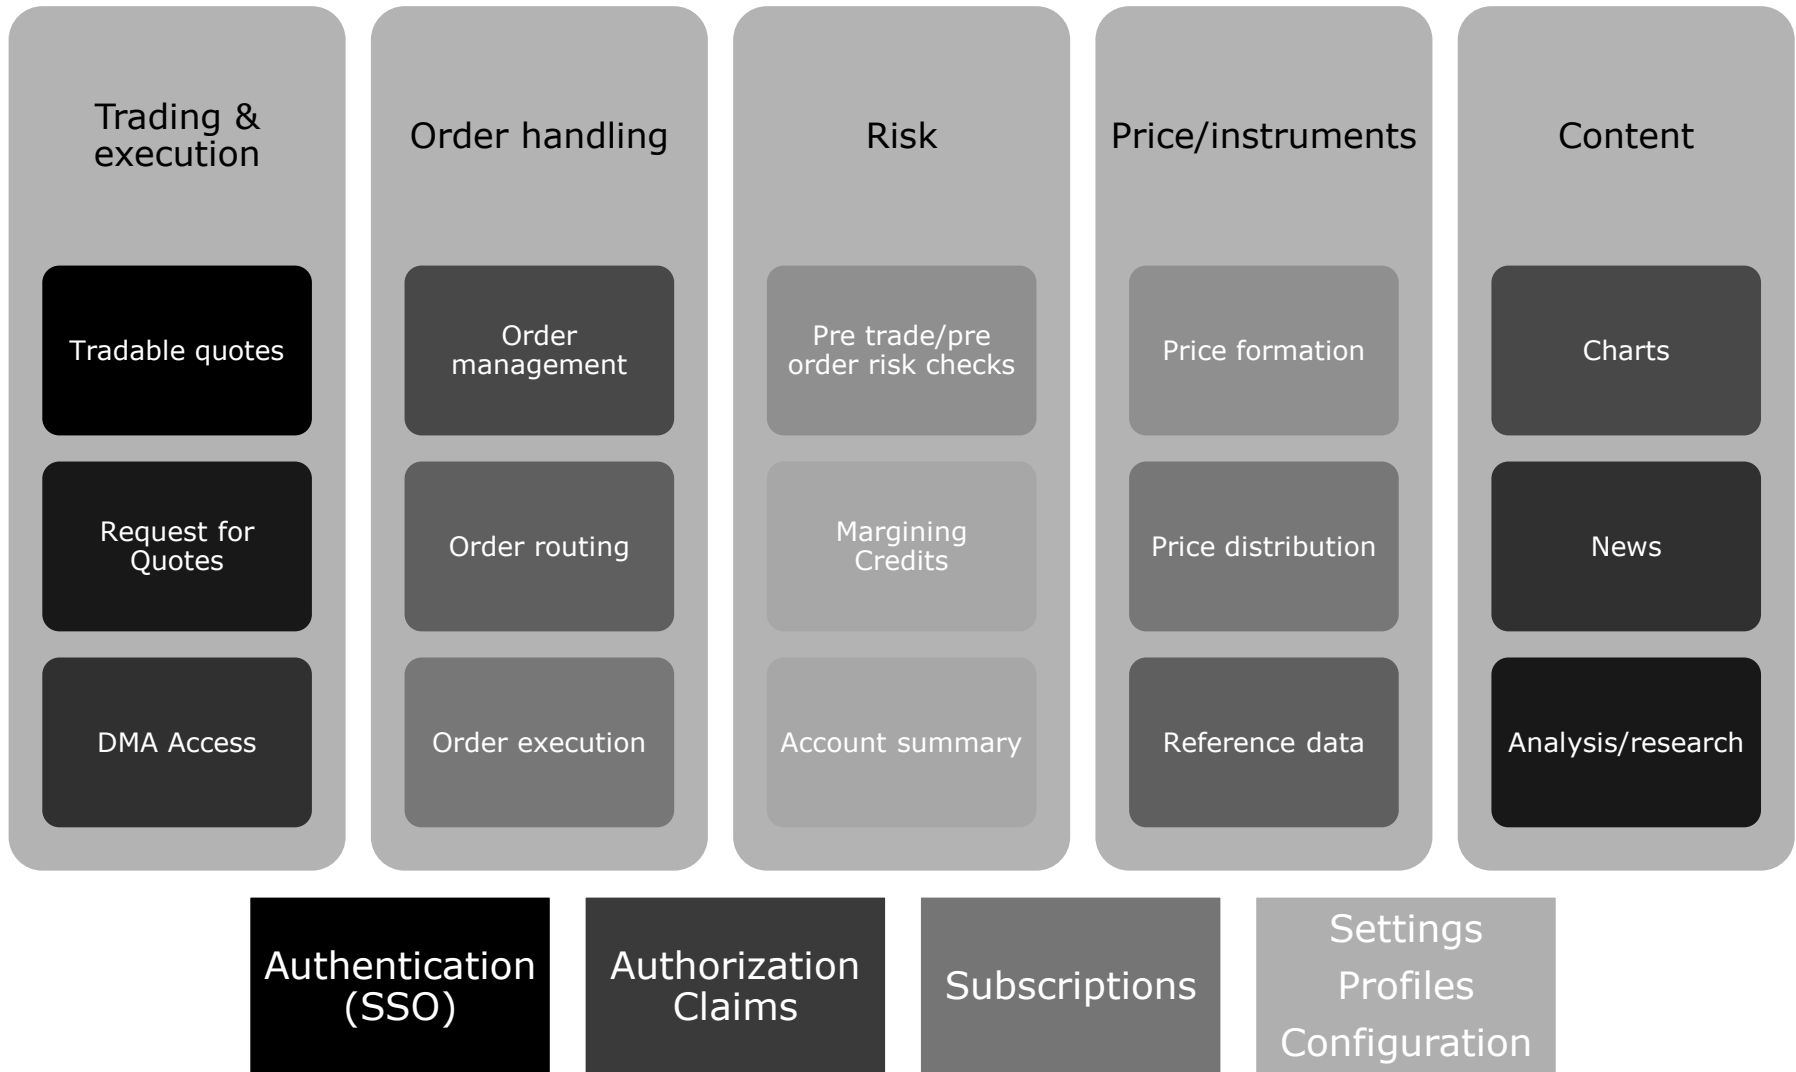 Trading &
execution
Order handling
Risk
Price/instruments
Content
Tradable quotes
Order
management
Pre trade/pre
order risk checks
Price formation
Charts
Request for
Quotes
Order routing
Margining
Credits
Price distribution
News
DMA Access
Order execution
Account summary
Reference data
Analysis/research
Authentication
(SSO)
Authorization
Claims
Subscriptions
Settings
Profiles
Configuration